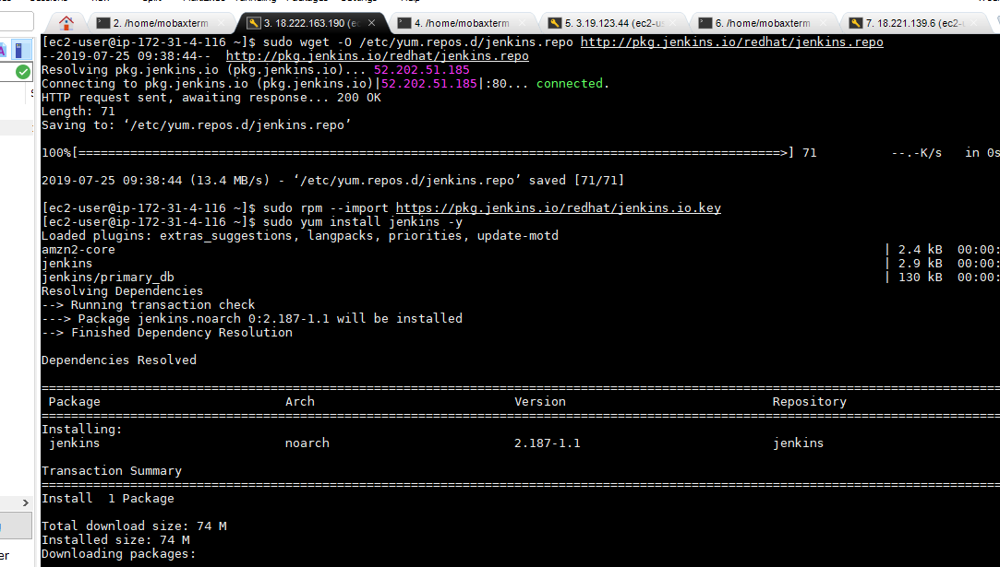 2. /home/mobaxterm
3. 18.222.163.190 (ec
4. /home/mobaxterm
5. 3.19.123.44 (ec2-us
6. /home/mobaxterm
7. 18.221.139.6 (ec2-
[ec2-user@ip-172-31-4-116 ~]$ sudo wget -O /etc/yum.repos.d/jenkins.repo http://pkg.jenkins.io/redhat/jenkins.repo
--2019-07-25 09:38:44--  http://pkg.jenkins.io/redhat/jenkins.repo
Resolving pkg.jenkins.io (pkg.jenkins.io)... 52.202.51.185
Connecting to pkg.jenkins.io (pkg.jenkins.io)|52.202.51.185|:80... connected.
HTTP request sent, awaiting response... 200 OK
Length: 71
Saving to: ‘/etc/yum.repos.d/jenkins.repo’
100%[===============================================================================================>] 71 --.-K/s in 0s
2019-07-25 09:38:44 (13.4 MB/s) - ‘/etc/yum.repos.d/jenkins.repo’ saved [71/71]
[ec2-user@ip-172-31-4-116 ~]$ sudo rpm --import https://pkg.jenkins.io/redhat/jenkins.io.key
[ec2-user@ip-172-31-4-116 ~]$ sudo yum install jenkins -y
Loaded plugins: extras_suggestions, langpacks, priorities, update-motd
amzn2-core | 2.4 kB 00:00:
jenkins | 2.9 kB 00:00:
jenkins/primary_db | 130 kB 00:00:
Resolving Dependencies
--> Running transaction check
---> Package jenkins.noarch 0:2.187-1.1 will be installed
--> Finished Dependency Resolution
Dependencies Resolved
Package Arch Version Repository
Installing:
jenkins noarch 2.187-1.1 jenkins
Transaction Summary
Install  1 Package
Total download size: 74 M
Installed size: 74 M
Downloading packages: